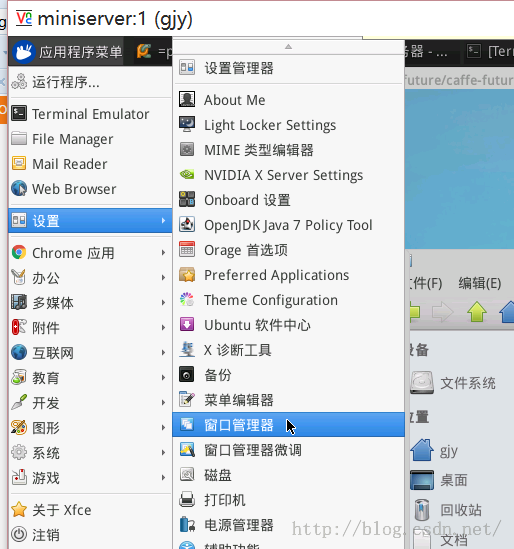 miniserver:1 (gjy)
应用程序菜单
=p
务器 - ...
[Ter
运行程序...
Terminal Emulator
File Manager
Mail Reader
Web Browser
设置
Chrome 应用
办公
多媒体
附件
互联网
教育
开发
图形
系统
游戏
关于 Xfce
注销
设置管理器
About Me
Light Locker Settings
MIME 类型编辑器
NVIDIA X Server Settings
Onboard 设置
OpenJDK Java 7 Policy Tool
Orage 首选项
Preferred Applications
Theme Configuration
Ubuntu 软件中心
X 诊断工具
备份
菜单编辑器
窗口管理器
窗口管理器微调
磁盘
打印机
电源管理器
辅助功能
future/caffe-futur
文件(F) 编辑(E)
设备
文件系统
位置
gjy
桌面
回收站
文档
http://blog.csdn.net/